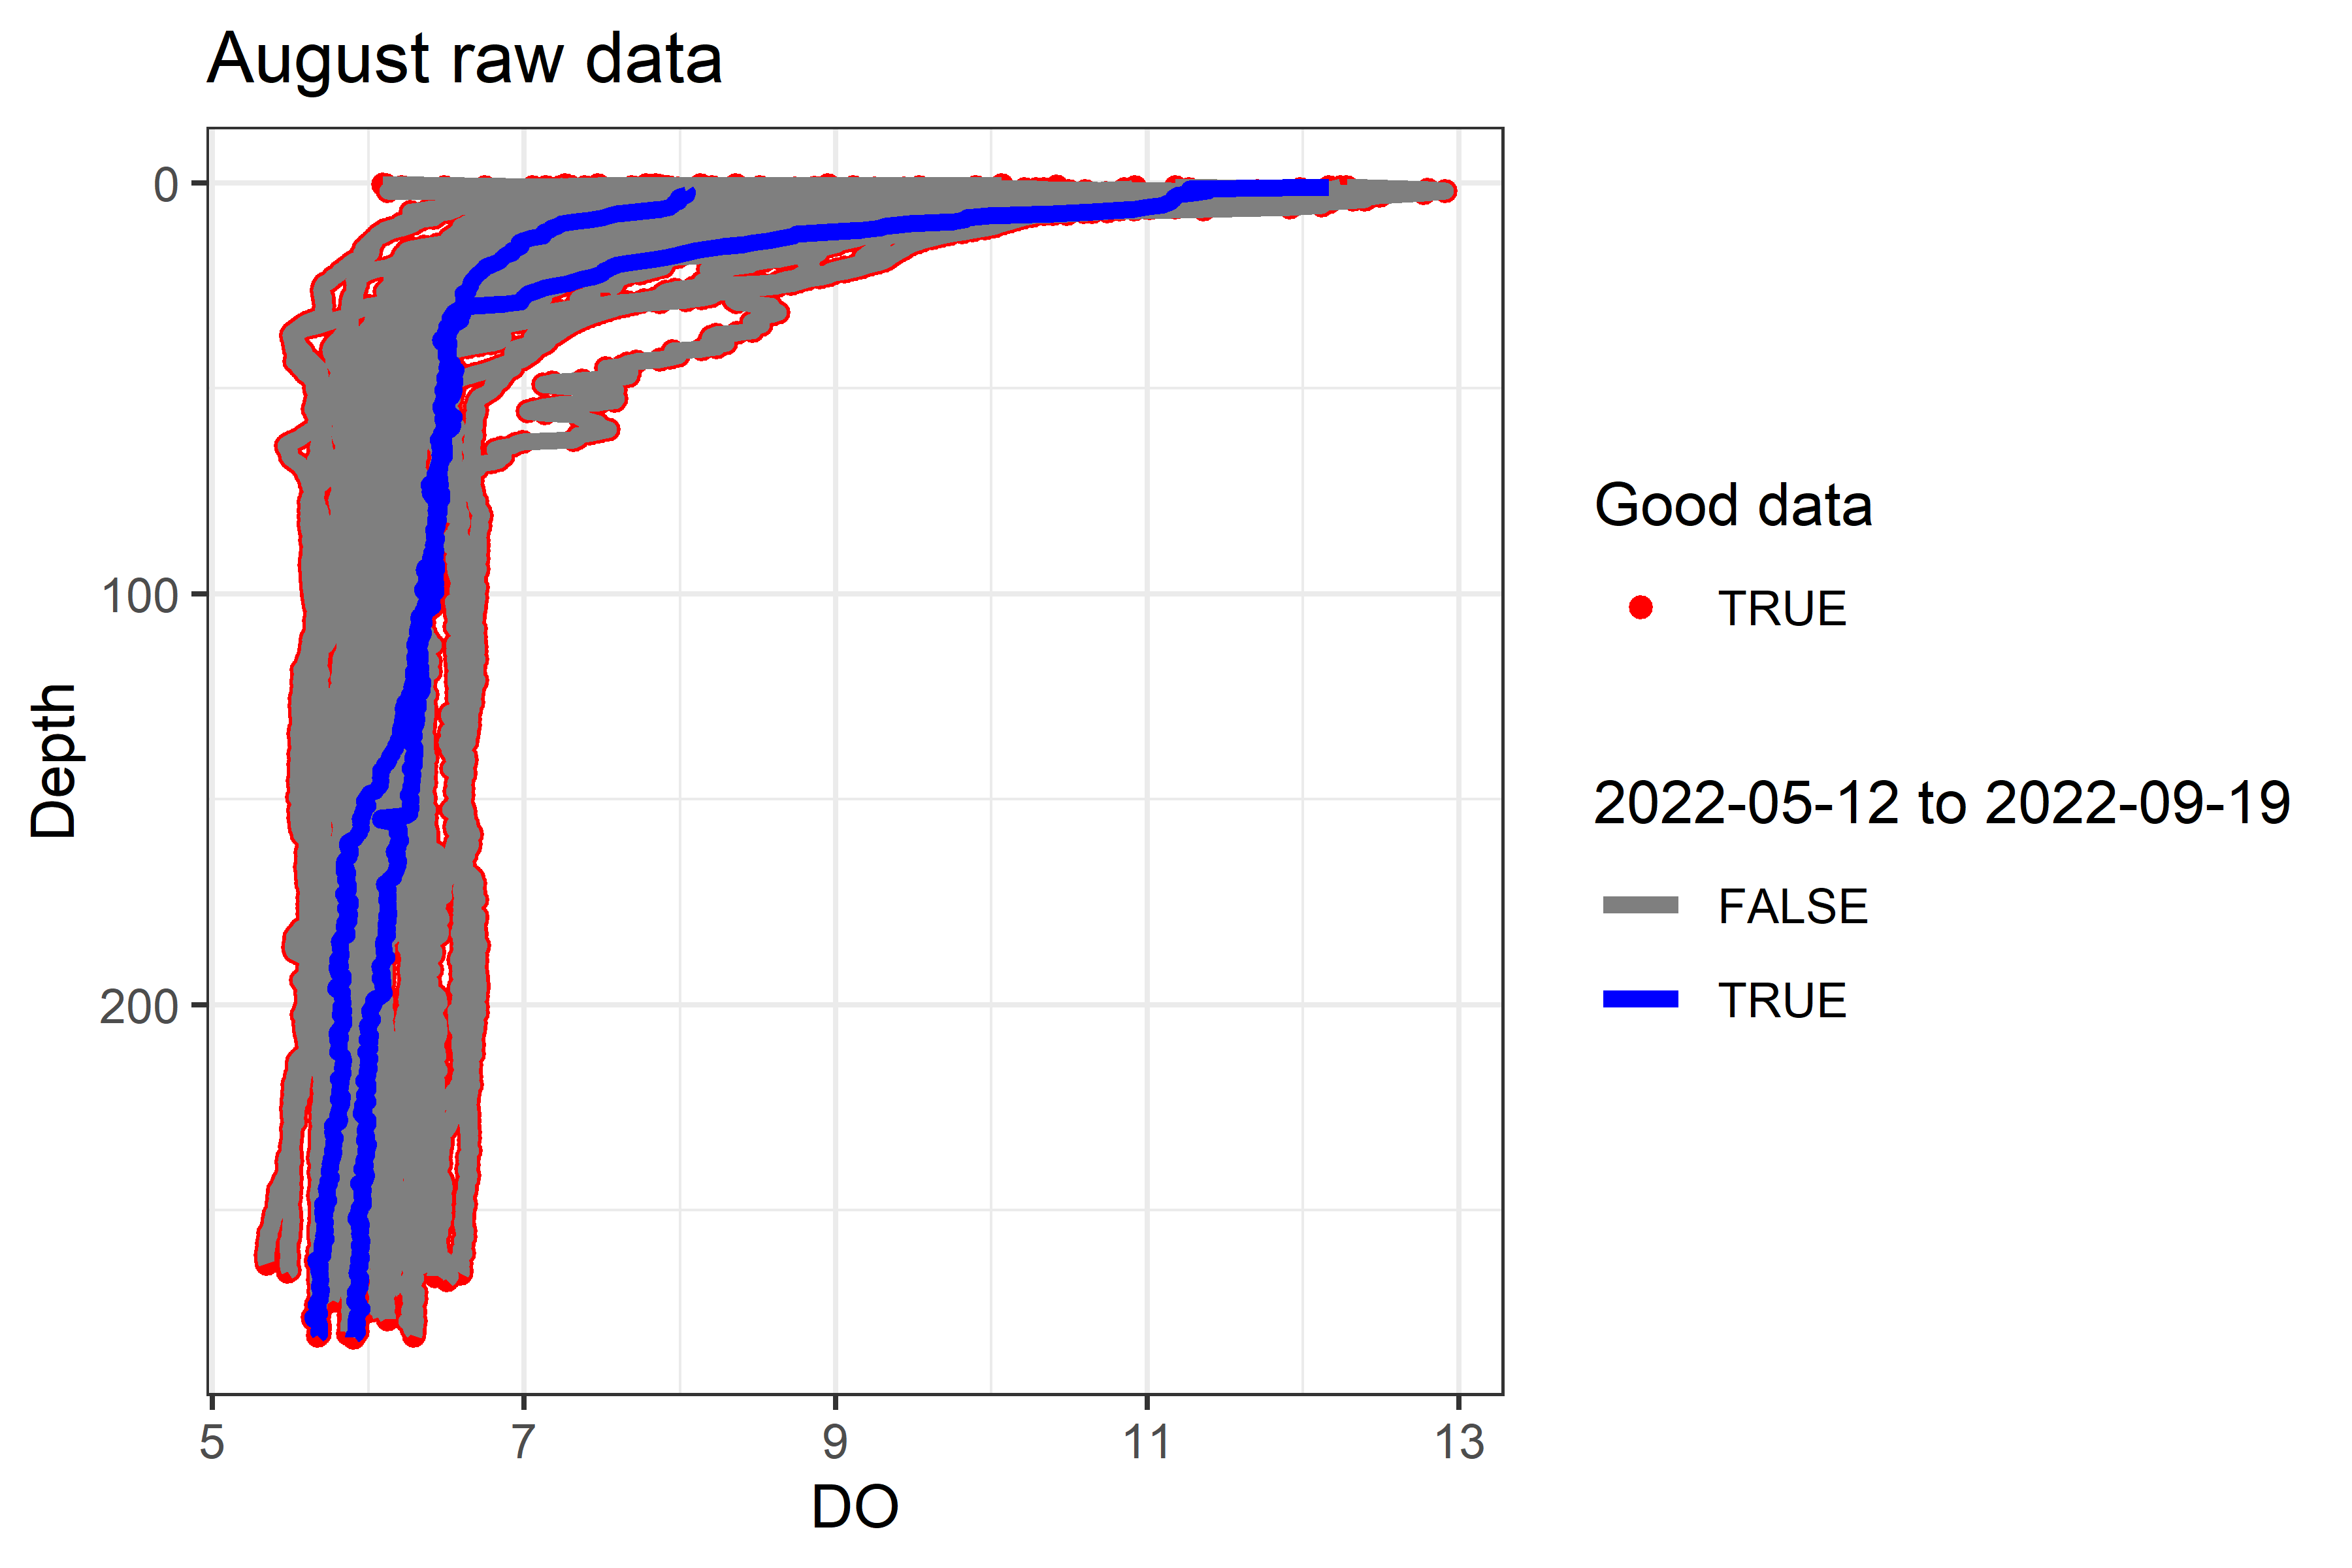 August raw data
0
100
200
Depth
5 7 9 11 13
DO
Good data
TRUE
2022-05-12 to 2022-09-19
FALSE
TRUE